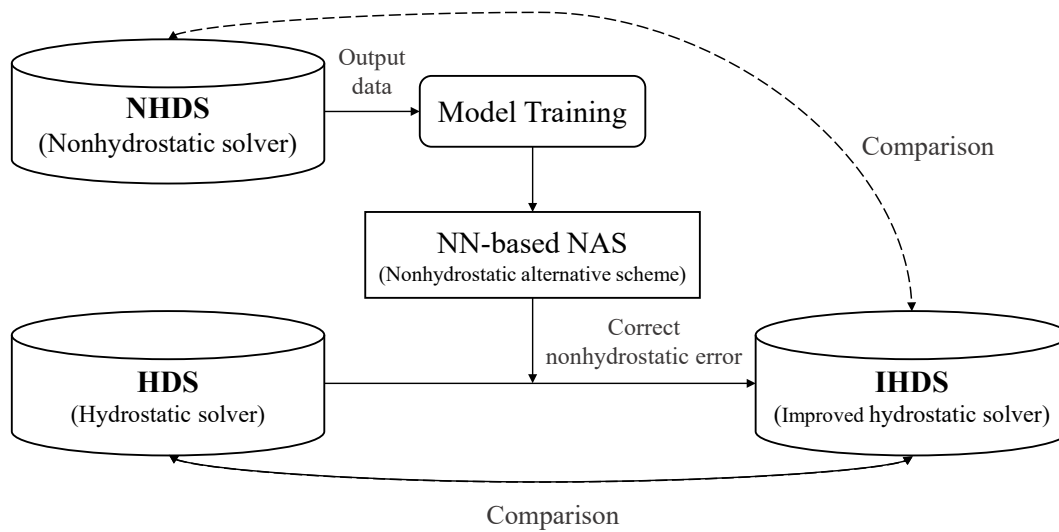 Output
data
NHDS
(Nonhydrostatic solver)
Model Training
Comparison
NN-based NAS
(Nonhydrostatic alternative scheme)
Correct
nonhydrostatic error
HDS
(Hydrostatic solver)
IHDS
(Improved hydrostatic solver)
Comparison